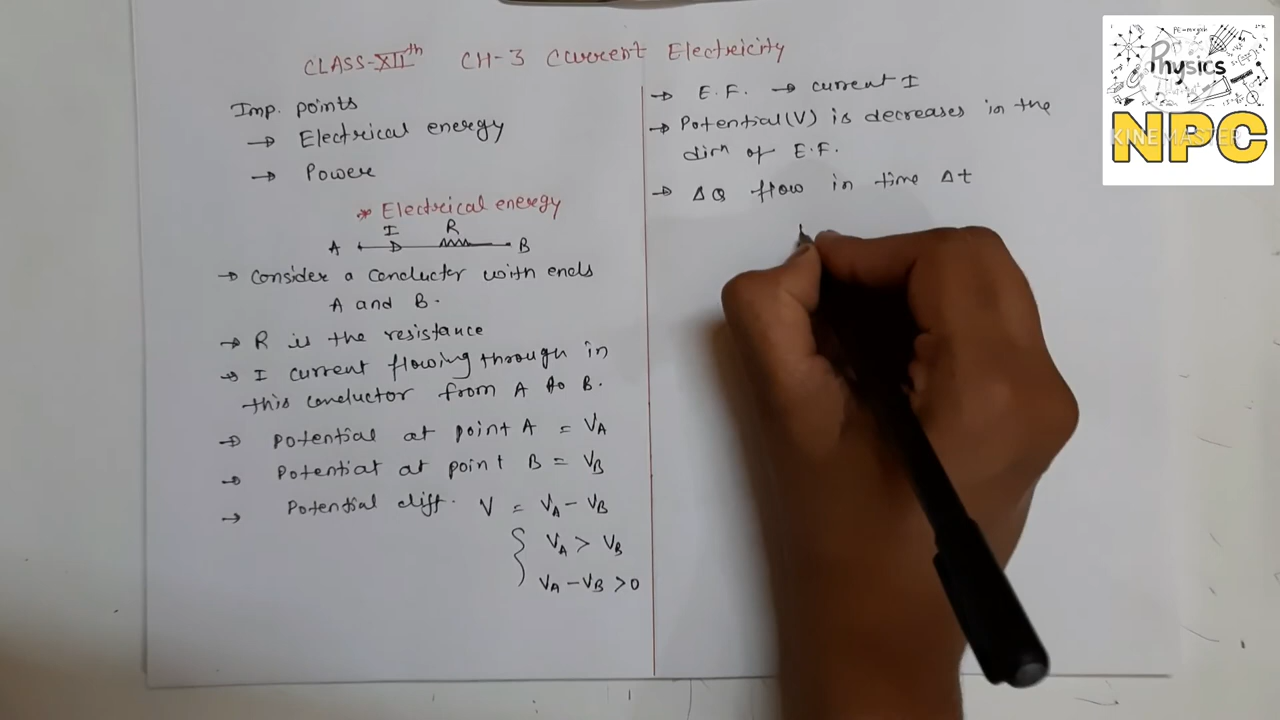 CLASS-XIIth CH-3 Current Electricity
Imp. points
→ Electrical energy
→ Power
* Electrical energy
I R
A B
→ Consider a conductor with ends
A and B.
→ R is the resistance
→ I current flowing through in
this conductor from A to B.
→ Potential at point A = VA
→ Potential at point B = VB
→ Potential diff. V = VA - VB
VA > VB
VA - VB > 0
→ E.F. → current I
→ Potential (V) is decreases in the
dirn of E.F.
→ ΔQ flow in time Δt
Physics
KINEMASTER
NPC